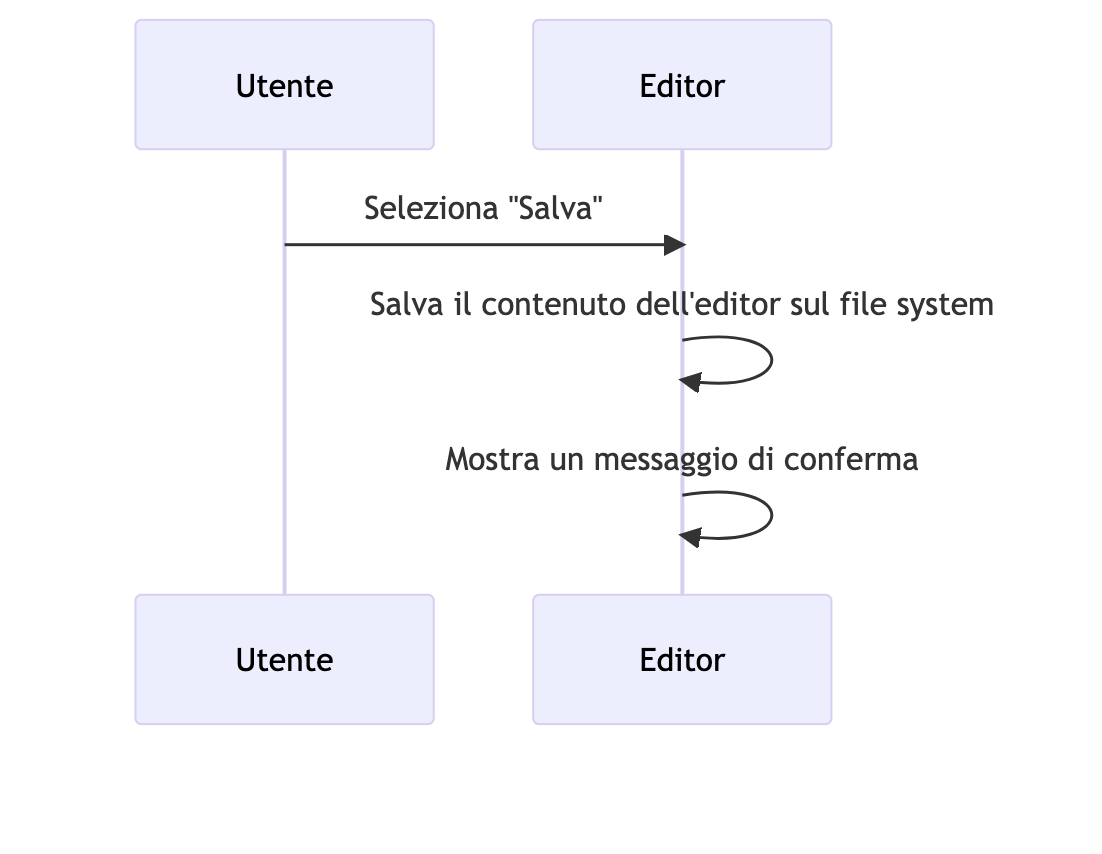 Utente
Editor
Seleziona "Salva"
Salva il contenuto dell'editor sul file system
Mostra un messaggio di conferma
Utente
Editor